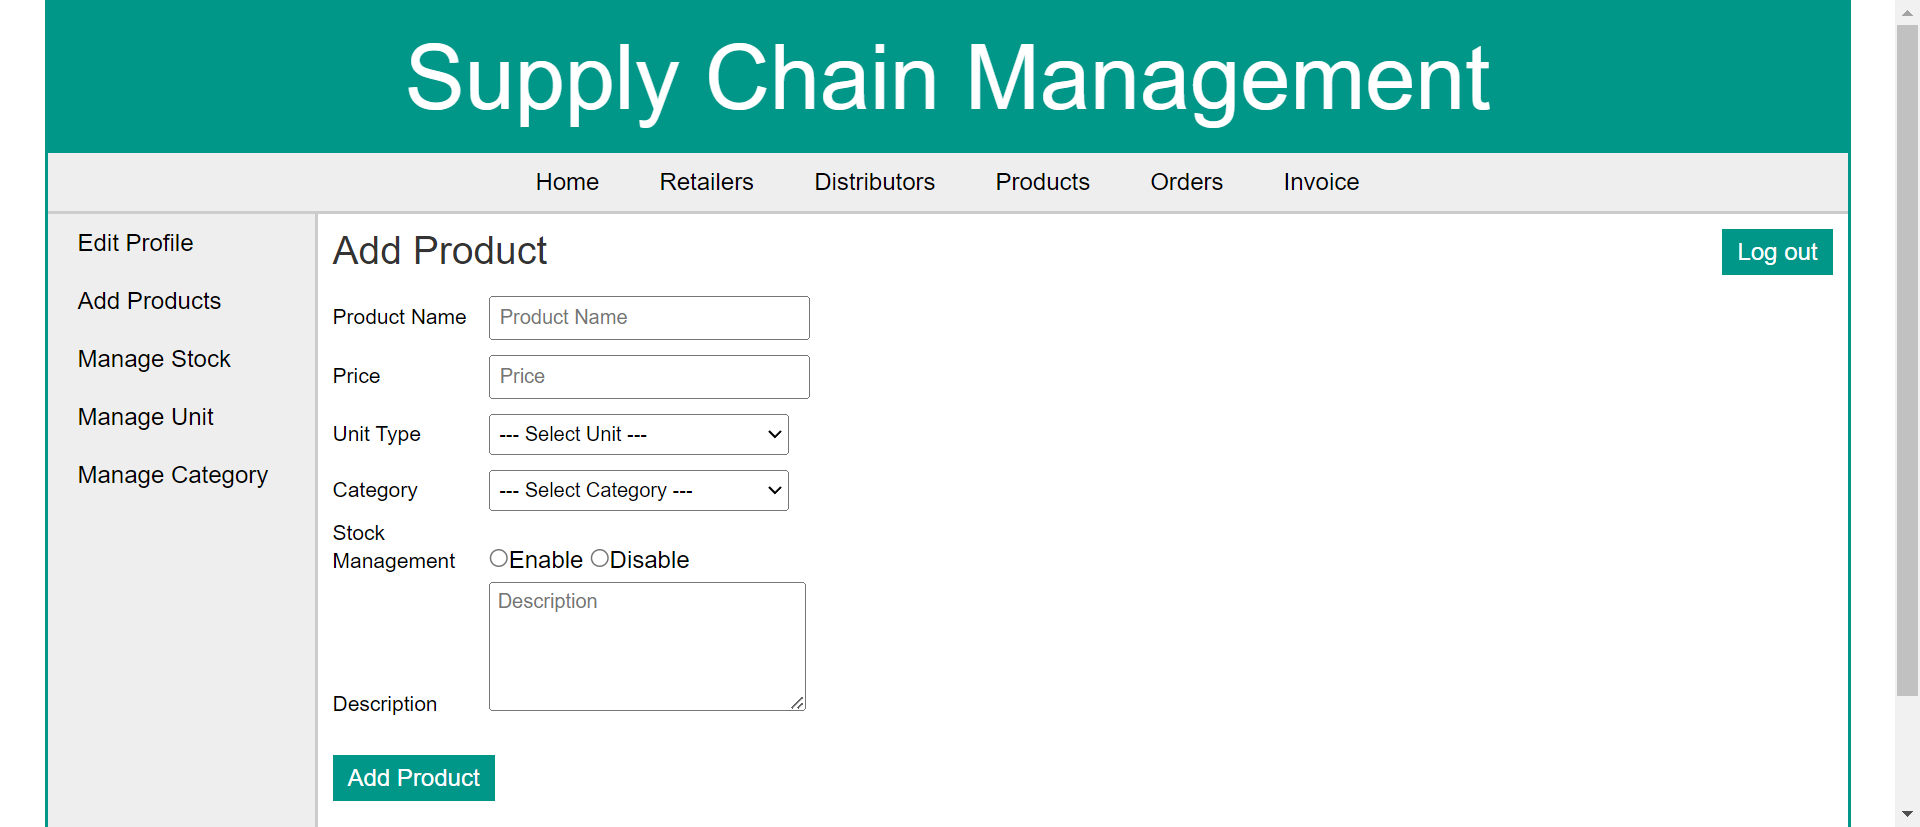 Supply Chain Management
Home Retailers Distributors Products Orders Invoice
Edit Profile
Add Products
Manage Stock
Manage Unit
Manage Category
Add Product
Log out
Product Name Product Name
Price Price
Unit Type --- Select Unit ---
Category --- Select Category ---
Stock
Management Enable Disable
Description
Description
Add Product